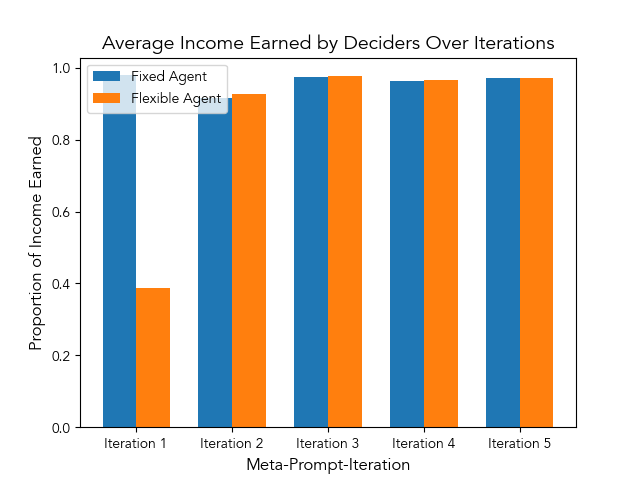 Average Income Earned by Deciders Over Iterations
Fixed Agent
Flexible Agent
Proportion of Income Earned
1.0
0.8
0.6
0.4
0.2
0.0
Iteration 1
Iteration 2
Iteration 3
Iteration 4
Iteration 5
Meta-Prompt-Iteration